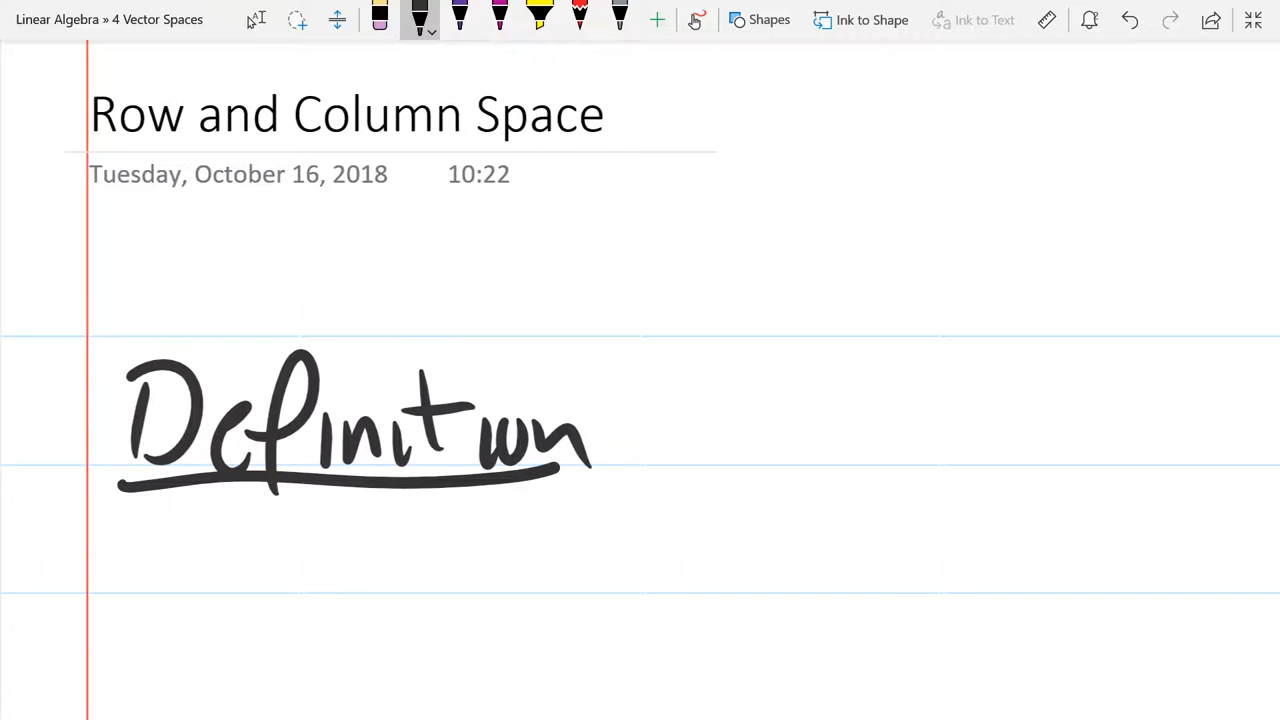 Linear Algebra » 4 Vector Spaces
Shapes
Ink to Shape
Ink to Text
Row and Column Space
Tuesday, October 16, 2018 10:22
Definition